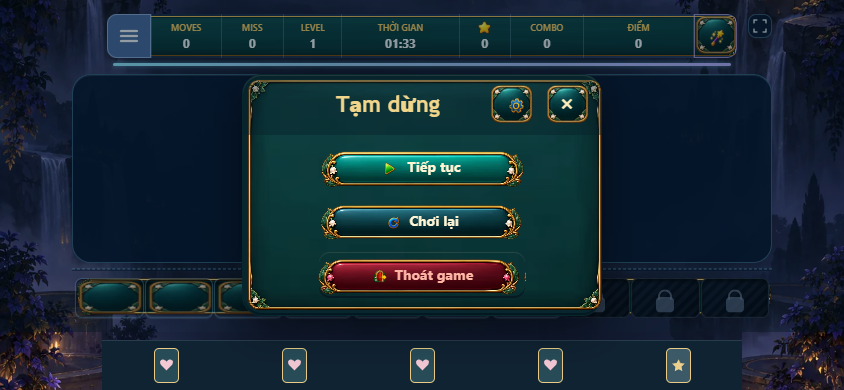 MOVES
0
MISS
0
LEVEL
1
THỜI GIAN
01:33
0
COMBO
0
ĐIỂM
0
Tạm dừng
Tiếp tục
Chơi lại
Thoát game